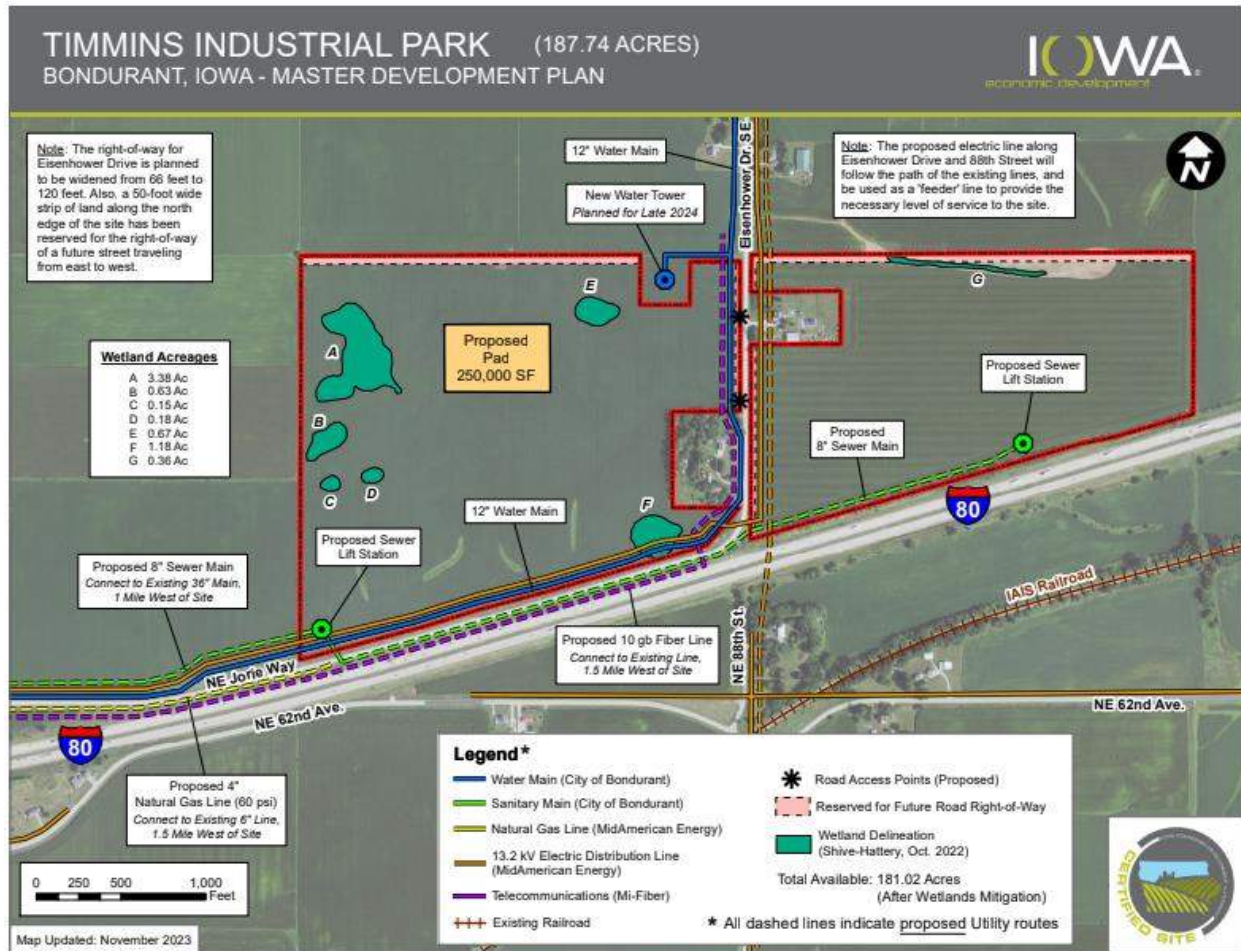 TIMMINS INDUSTRIAL PARK (187.74 ACRES)
BONDURANT, IOWA - MASTER DEVELOPMENT PLAN
IOWA
economic development
Note: The right-of-way for
Eisenhower Drive is planned
to be widened from 66 feet to
120 feet. Also, a 50-foot wide
strip of land along the north
edge of the site has been
reserved for the right-of-way
of a future street traveling
from east to west.
12" Water Main
New Water Tower
Planned for Late 2024
Eisenhower Dr. SE
Note: The proposed electric line along
Eisenhower Drive and 88th Street will
follow the path of the existing lines, and
be used as a 'feeder' line to provide the
necessary level of service to the site.
N
Wetland Acreages
A 3.38 Ac
B 0.63 Ac
C 0.15 Ac
D 0.18 Ac
E 0.67 Ac
F 1.18 Ac
G 0.36 Ac
A
B
C
D
E
F
G
Proposed
Pad
250,000 SF
Proposed Sewer
Lift Station
Proposed
8" Sewer Main
80
12" Water Main
Proposed Sewer
Lift Station
Proposed 8" Sewer Main
Connect to Existing 36" Main,
1 Mile West of Site
IAIS Railroad
Proposed 10 gb Fiber Line
Connect to Existing Line,
1.5 Mile West of Site
NE 88th St.
NE Jorie Way
NE 62nd Ave.
NE 62nd Ave.
80
Proposed 4"
Natural Gas Line (60 psi)
Connect to Existing 6" Line,
1.5 Mile West of Site
Legend*
Water Main (City of Bondurant)
Sanitary Main (City of Bondurant)
Natural Gas Line (MidAmerican Energy)
13.2 kV Electric Distribution Line
(MidAmerican Energy)
Telecommunications (Mi-Fiber)
Existing Railroad
Road Access Points (Proposed)
Reserved for Future Road Right-of-Way
Wetland Delineation
(Shive-Hattery, Oct. 2022)
Total Available: 181.02 Acres
(After Wetlands Mitigation)
* All dashed lines indicate proposed Utility routes
0 250 500 1,000
Feet
Map Updated: November 2023
CERTIFIED SITE